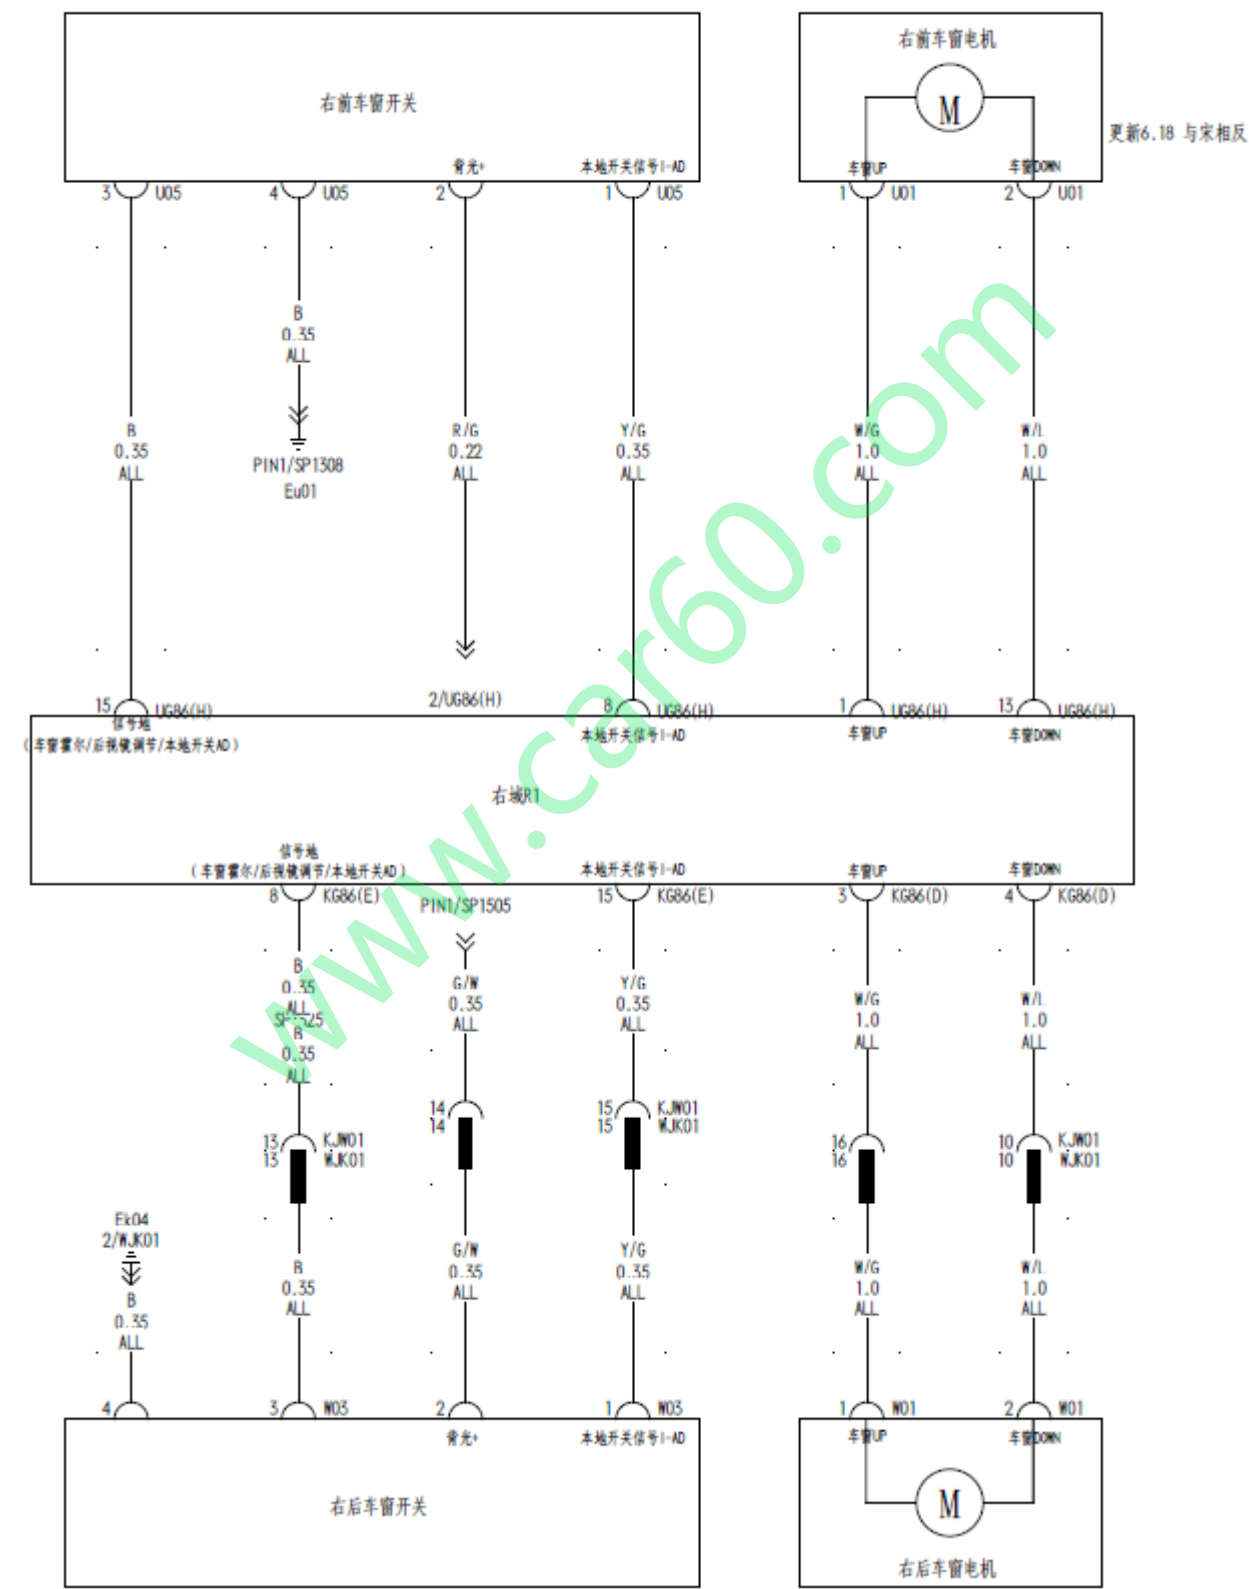 右前车窗开关
右前车窗电机
M
更新6.18 与宋相反
背光+
本地开关信号I-AD
车窗UP
车窗DOWN
3 U05
4 U05
2
1 U05
1 U01
2 U01
B
0.35
ALL
PIN1/SP1308
Eu01
B
0.35
ALL
R/G
0.22
ALL
Y/G
0.35
ALL
W/G
1.0
ALL
W/L
1.0
ALL
www.car60.com
15 UG86(H)
2/UG86(H)
8 UG86(H)
1 UG86(H)
13 UG86(H)
信号地
(车窗霍尔/后视镜调节/本地开关AD)
本地开关信号I-AD
车窗UP
车窗DOWN
右域R1
信号地
(车窗霍尔/后视镜调节/本地开关AD)
本地开关信号I-AD
车窗UP
车窗DOWN
8 KG86(E)
PIN1/SP1505
15 KG86(E)
3 KG86(D)
4 KG86(D)
B
0.35
ALL
B
0.35
ALL
G/W
0.35
ALL
Y/G
0.35
ALL
W/G
1.0
ALL
W/L
1.0
ALL
14
14
15 KJW01
15 WJK01
13 KJW01
13 WJK01
16
16
10 KJW01
10 WJK01
Ek04
2/WJK01
B
0.35
ALL
B
0.35
ALL
G/W
0.35
ALL
Y/G
0.35
ALL
W/G
1.0
ALL
W/L
1.0
ALL
4
3 W03
2
1 W03
1 W01
2 W01
背光+
本地开关信号I-AD
车窗UP
车窗DOWN
右后车窗开关
M
右后车窗电机